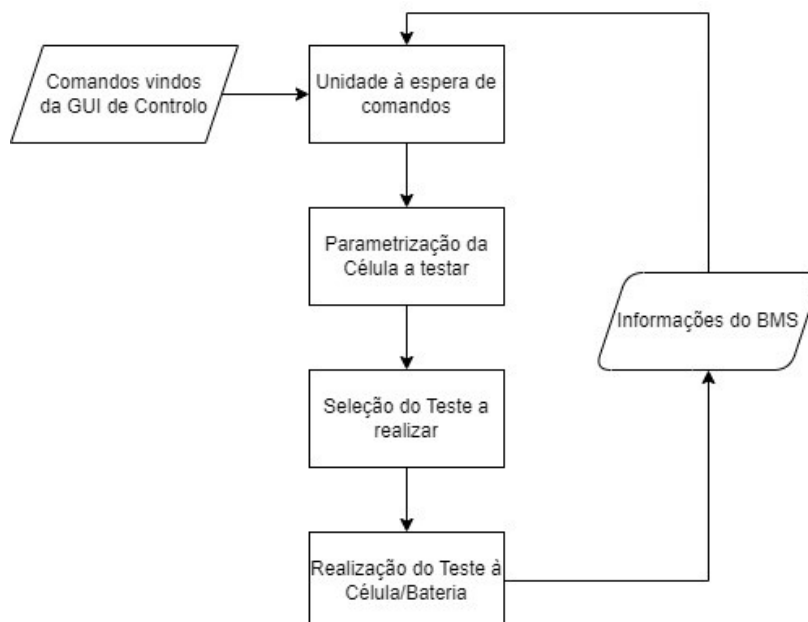 Comandos vindos
da GUI de Controlo
Unidade à espera de
comandos
Parametrização da
Célula a testar
Informações do BMS
Seleção do Teste a
realizar
Realização do Teste à
Célula/Bateria